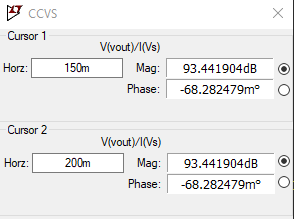 CCVS
Cursor 1
V(vout)/I(Vs)
Horz: 150m Mag: 93.441904dB
Phase: -68.282479m°
Cursor 2
V(vout)/I(Vs)
Horz: 200m Mag: 93.441904dB
Phase: -68.282479m°